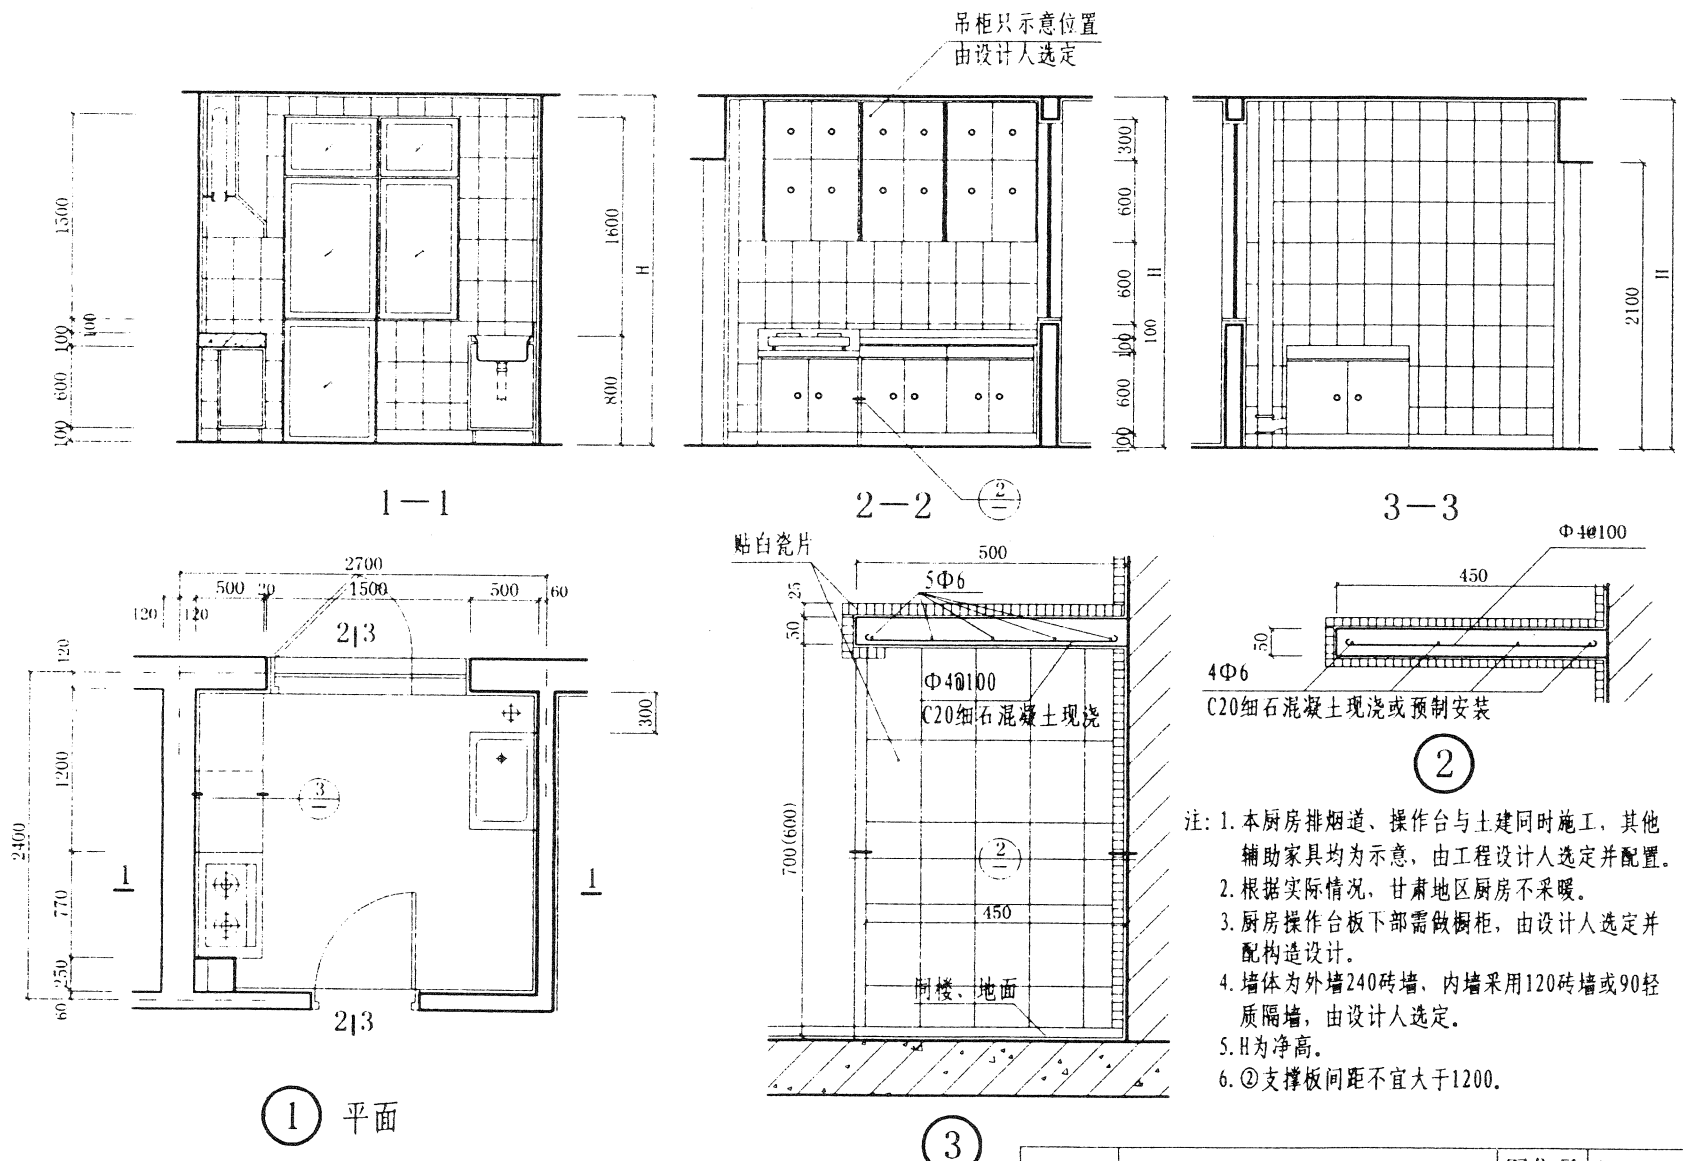 吊柜只示意位置
由设计人选定
1500
100
100
600
100
1600
800
H
1—1
300
600
600
100
100
600
100
H
2—2
2
2100
H
3—3
2700
500
20
1500
500
60
120
120
2|3
120
1200
2400
770
250
60
300
3
1
1
2|3
1 平面
贴白瓷片
500
25
50
5Φ6
Φ4@100
C20细石混凝土现浇
700(600)
2
450
同楼、地面
3
Φ4@100
450
50
4Φ6
C20细石混凝土现浇或预制安装
2
注: 1.本厨房排烟道、操作台与土建同时施工，其他
辅助家具均为示意，由工程设计人选定并配置。
2.根据实际情况，甘肃地区厨房不采暖。
3.厨房操作台板下部需做橱柜，由设计人选定并
配构造设计。
4.墙体为外墙240砖墙，内墙采用120砖墙或90轻
质隔墙，由设计人选定。
5.H为净高。
6.②支撑板间距不宜大于1200。